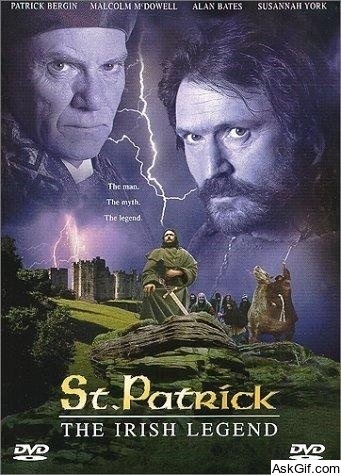 PATRICK BERGIN MALCOLM McDOWELL ALAN BATES SUSANNAH YORK
The man.
The myth.
The legend.
St. Patrick
THE IRISH LEGEND
DVD DVD
AskGif.com